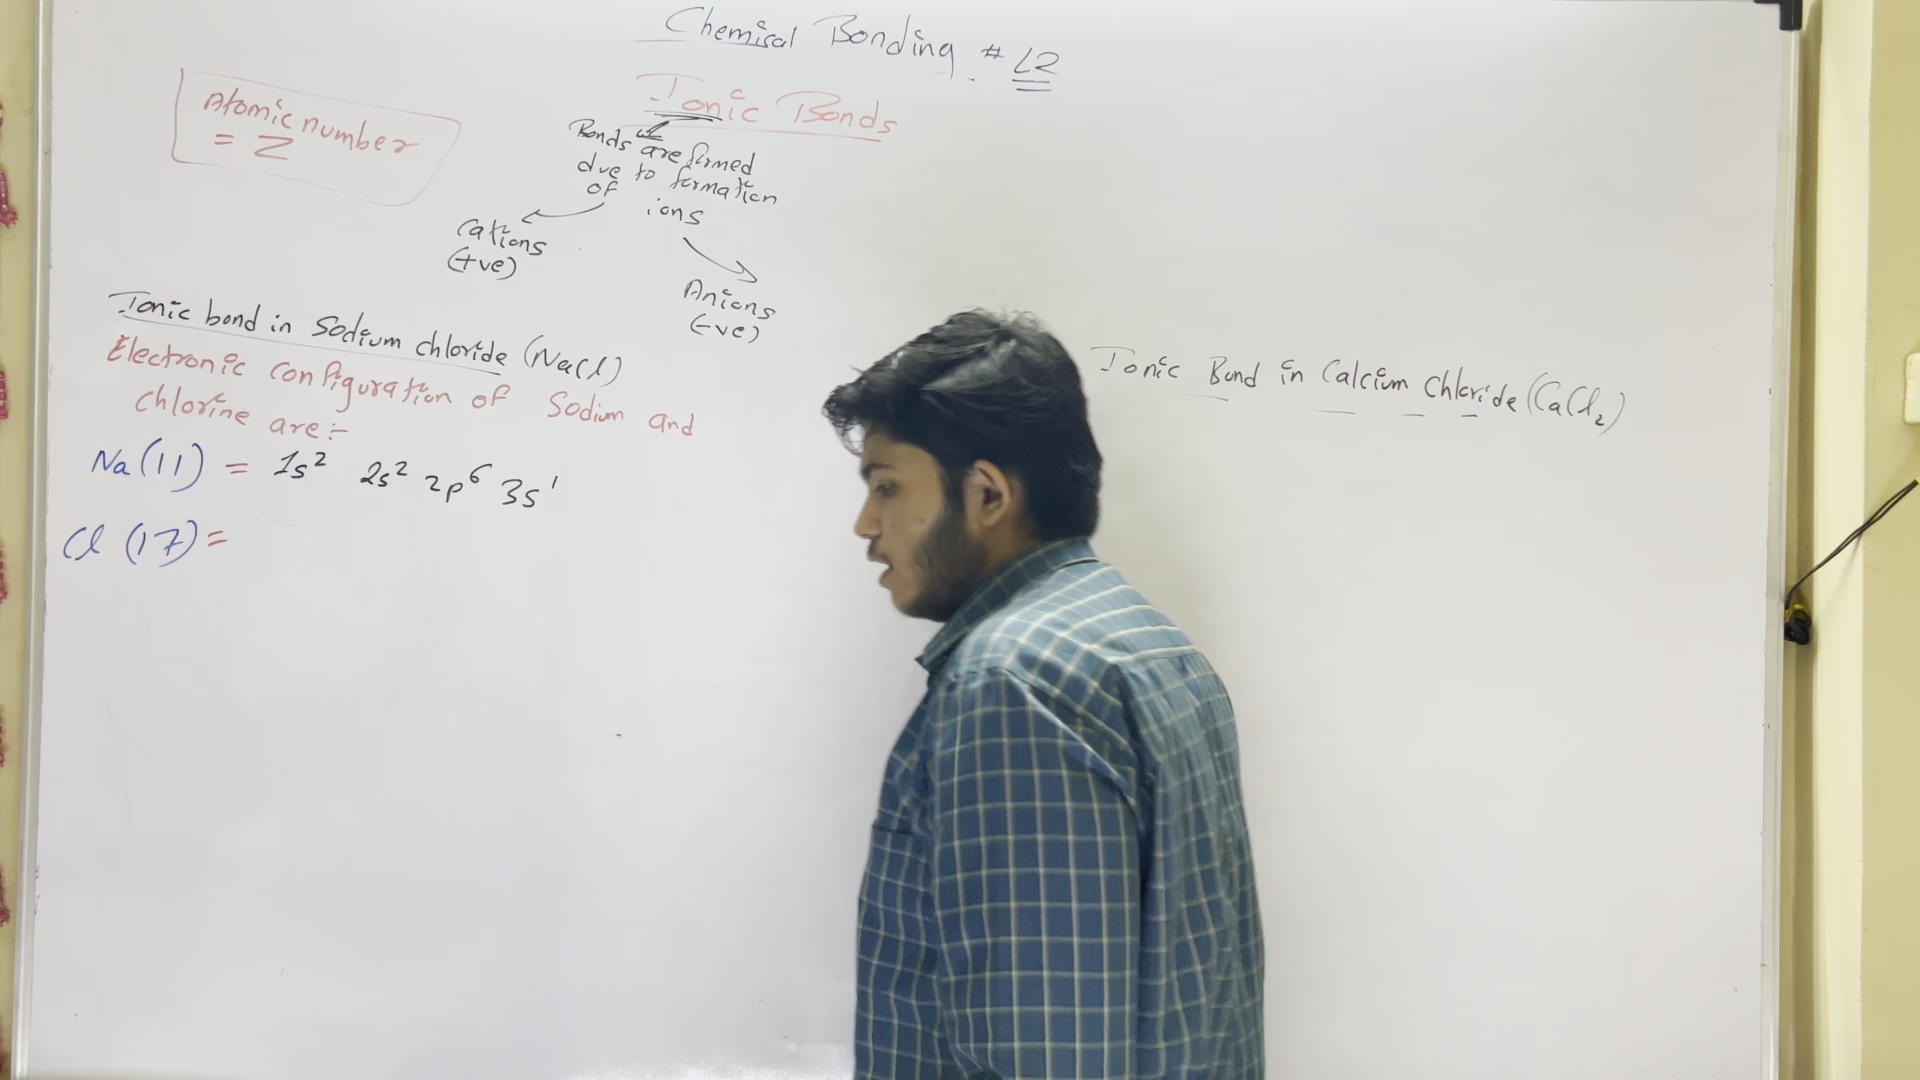 Chemical Bonding # L2
Ionic Bonds
Atomic number
= Z
Bonds are formed
due to formation
of ions
Cations
(+ve)
Anions
(-ve)
Ionic bond in Sodium chloride (NaCl)
Electronic configuration of Sodium and
chlorine are:-
Na (11) = 1s² 2s² 2p⁶ 3s¹
Cl (17) =
Ionic Bond in Calcium Chloride (CaCl₂)